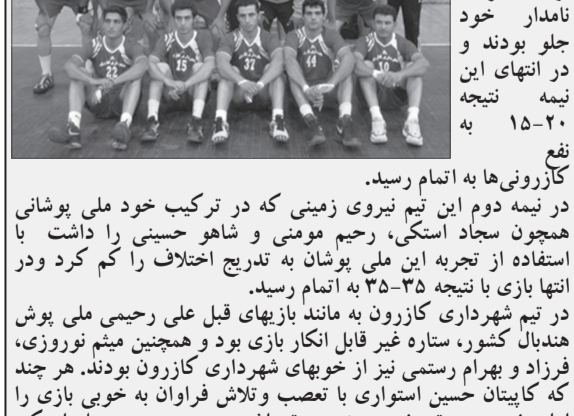 نامدار خود
جلو بودند و
در انتهای این
نیمه نتیجه
۱۵-۲۰ به
نفع
کازرونی‌ها به اتمام رسید.
در نیمه دوم این تیم نیروی زمینی که در ترکیب خود ملی پوشانی
همچون سجاد استکی، رحیم مومنی و شاهو حسینی را داشت با
استفاده از تجربه این ملی پوشان به تدریج اختلاف را کم کرد ودر
انتها بازی با نتیجه ۳۵-۳۵ به اتمام رسید.
در تیم شهرداری کازرون به مانند بازیهای قبل علی رحیمی ملی پوش
هندبال کشور، ستاره غیر قابل انکار بازی بود و همچنین میثم نوروزی،
فرزاد و بهرام رستمی نیز از خوبهای شهرداری کازرون بودند. هر چند
که کاپیتان حسین استواری با تعصب وتلاش فراوان به خوبی بازی را
22
15
32
44
10